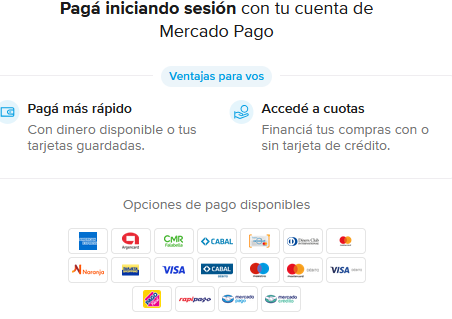 Pagá iniciando sesión con tu cuenta de
Mercado Pago
Ventajas para vos
Pagá más rápido
Con dinero disponible o tus
tarjetas guardadas.
Accedé a cuotas
Financiá tus compras con o
sin tarjeta de crédito.
Opciones de pago disponibles
Argencard
CMR
Falabella
CABAL
Diners Club
Naranja
VISA
CABAL
VISA
rapipago
mercado
pago
mercado
crédito